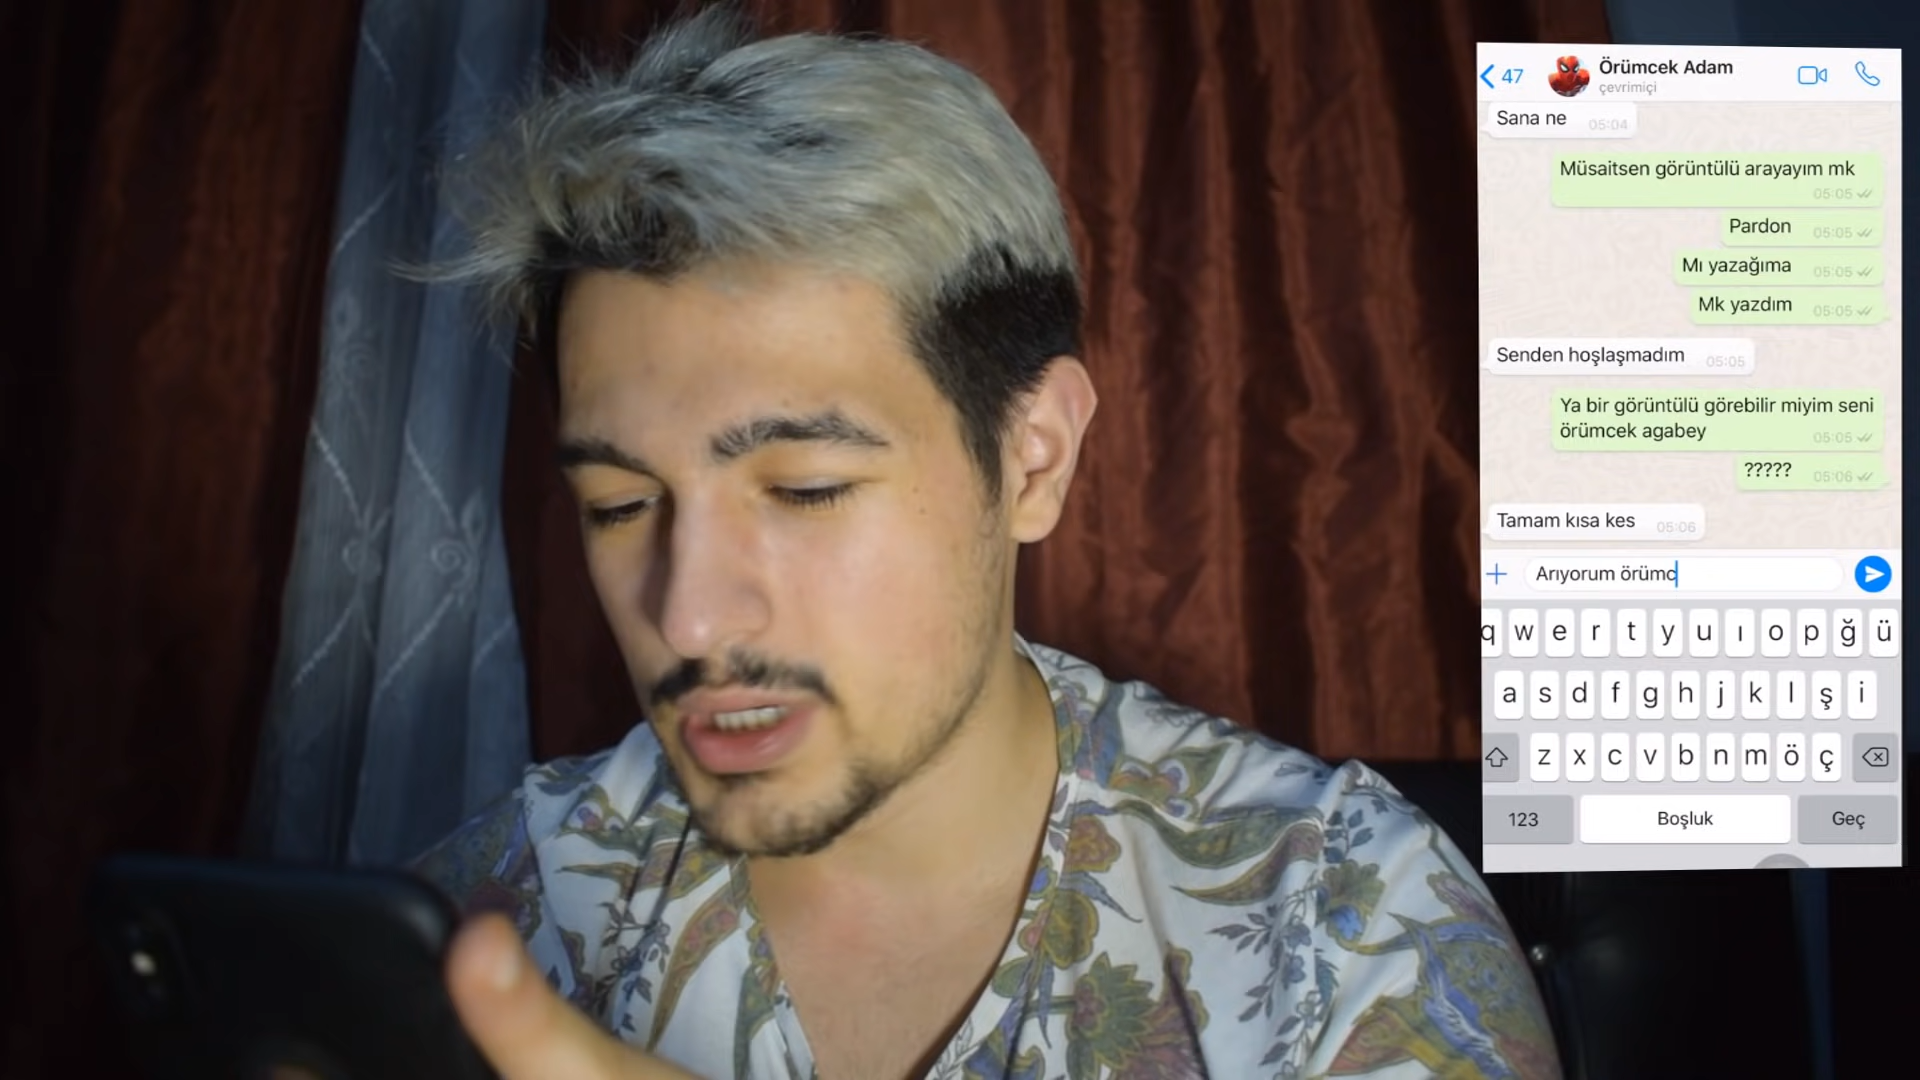 47
Örümcek Adam
çevrimiçi
Sana ne 05:04
Müsaitsen görüntülü arayayım mk
05:05
Pardon 05:05
Mı yazağıma 05:05
Mk yazdım 05:05
Senden hoşlaşmadım 05:05
Ya bir görüntülü görebilir miyim seni
örümcek agabey 05:05
????? 05:06
Tamam kısa kes 05:06
Arıyorum örümc
q w e r t y u ı o p ğ ü
a s d f g h j k l ş i
z x c v b n m ö ç
123 Boşluk Geç